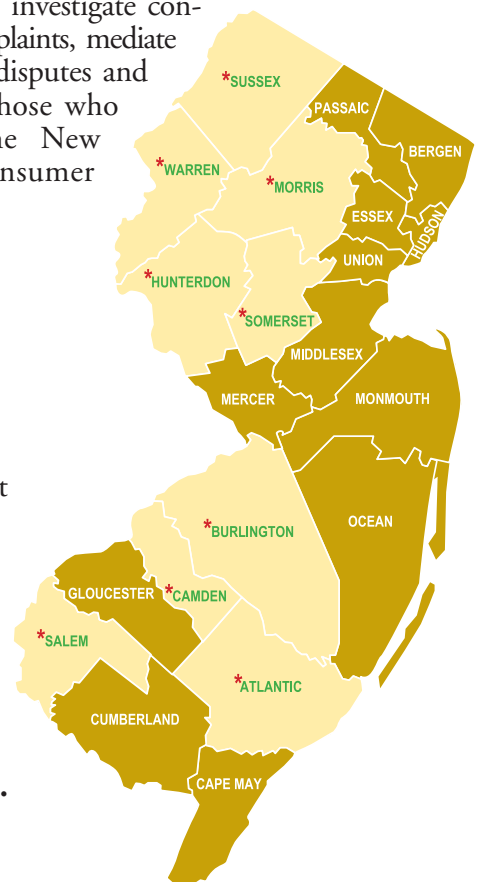 investigate con-
plaints, mediate
disputes and
hose who
ne New
nsumer
t
.
*SUSSEX
PASSAIC
BERGEN
*WARREN
*MORRIS
ESSEX
HUDSON
UNION
*HUNTERDON
*SOMERSET
MIDDLESEX
MERCER
MONMOUTH
OCEAN
*BURLINGTON
GLOUCESTER
*CAMDEN
*SALEM
*ATLANTIC
CUMBERLAND
CAPE MAY